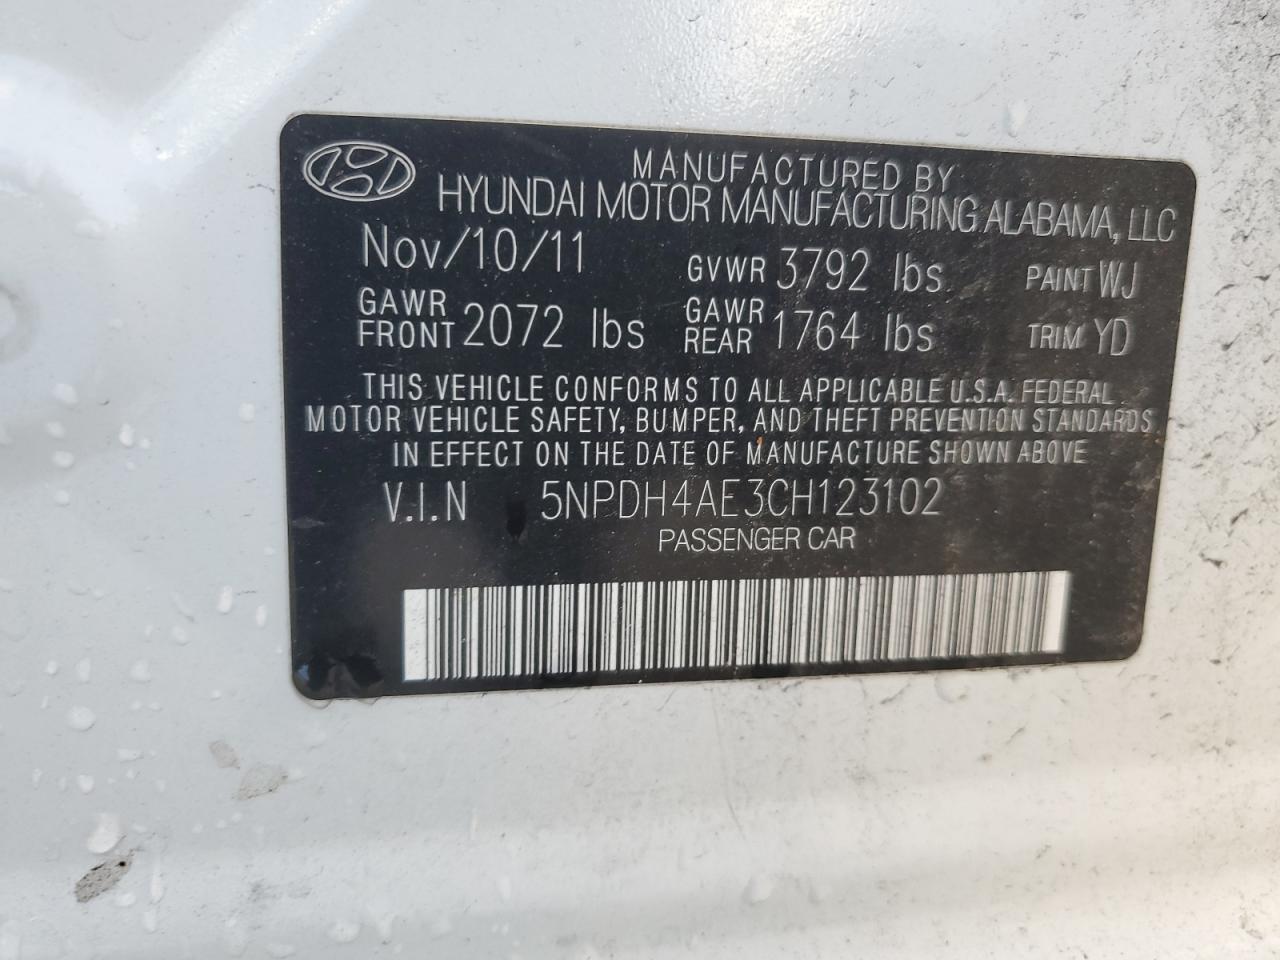 MANUFACTURED BY
HYUNDAI MOTOR MANUFACTURING ALABAMA, LLC
Nov/10/11 GVWR 3792 lbs PAINT WJ
GAWR FRONT 2072 lbs GAWR REAR 1764 lbs TRIM YD
THIS VEHICLE CONFORMS TO ALL APPLICABLE U.S.A. FEDERAL
MOTOR VEHICLE SAFETY, BUMPER, AND THEFT PREVENTION STANDARDS
IN EFFECT ON THE DATE OF MANUFACTURE SHOWN ABOVE
V.I.N 5NPDH4AE3CH123102
PASSENGER CAR